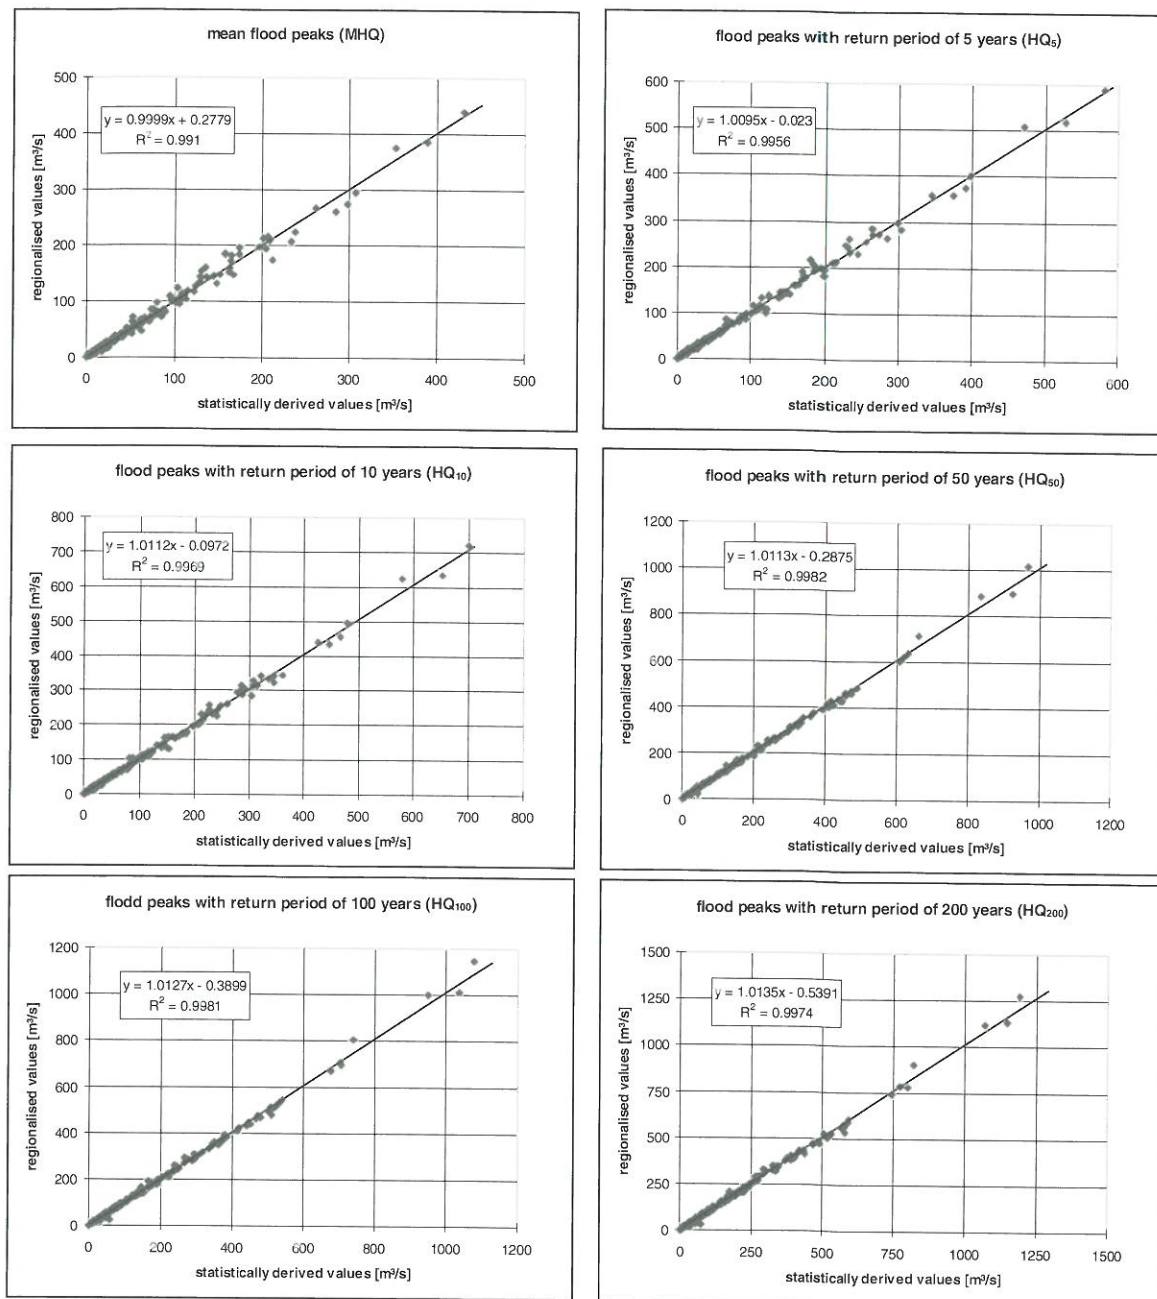 mean flood peaks (MHQ)
500
400
300
200
100
0
regionalised values [m³/s]
y = 0.9999x + 0.2779
R² = 0.991
0 100 200 300 400 500
statistically derived values [m³/s]
flood peaks with return period of 5 years (HQ₅)
600
500
400
300
200
100
0
regionalised values [m³/s]
y = 1.0095x - 0.023
R² = 0.9956
0 100 200 300 400 500 600
statistically derived values [m³/s]
flood peaks with return period of 10 years (HQ₁₀)
800
700
600
500
400
300
200
100
0
regionalised values [m³/s]
y = 1.0112x - 0.0972
R² = 0.9969
0 100 200 300 400 500 600 700 800
statistically derived values [m³/s]
flood peaks with return period of 50 years (HQ₅₀)
1200
1000
800
600
400
200
0
regionalised values [m³/s]
y = 1.0113x - 0.2875
R² = 0.9982
0 200 400 600 800 1000 1200
statistically derived values [m³/s]
flodd peaks with return period of 100 years (HQ₁₀₀)
1200
1000
800
600
400
200
0
regionalised values [m³/s]
y = 1.0127x - 0.3899
R² = 0.9981
0 200 400 600 800 1000 1200
statistically derived values [m³/s]
flood peaks with return period of 200 years (HQ₂₀₀)
1500
1250
1000
750
500
250
0
regionalised values [m³/s]
y = 1.0135x - 0.5391
R² = 0.9974
0 250 500 750 1000 1250 1500
statistically derived values [m³/s]